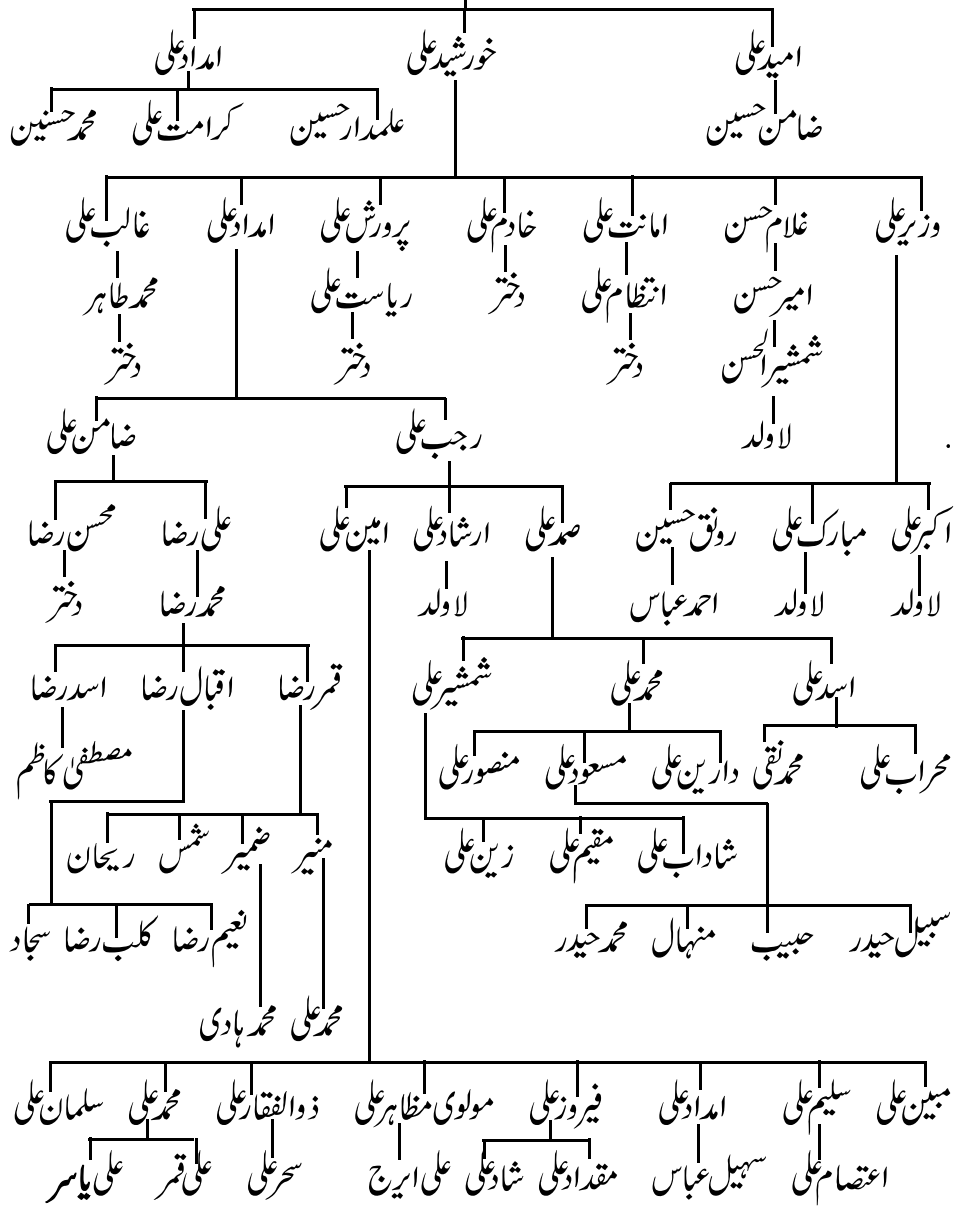 امید علی خورشید علی امداد علی
ضامن حسین علمدار حسین کرامت علی محمد حسنین
وزیر علی غلام حسن امانت علی خادم علی پرورش علی امداد علی غالب علی
امیر حسن انتظام علی دختر ریاست علی محمد طاہر
شمشیر الحسن دختر دختر دختر
لاولد رجب علی ضامن علی
اکبر علی مبارک علی رونق حسین صمد علی ارشاد علی امین علی علی رضا محسن رضا
لاولد لاولد احمد عباس لاولد محمد رضا دختر
اسد علی محمد علی شمشیر علی قمر رضا اقبال رضا اسد رضا
محراب علی محمد نقی دارین علی مسعود علی منصور علی مصطفیٰ کاظم
شاداب علی مقیم علی زین علی منیر ضمیر شمس ریحان
سبیل حیدر حبیب منہال محمد حیدر نعیم رضا کلب رضا سجاد
محمد علی محمد ہادی
مبین علی سلیم علی امداد علی فیروز علی مولوی مظاہر علی ذوالفقار علی محمد علی سلمان علی
اعتصام علی سہیل عباس مقداد علی شاد علی علی ایرج سحر علی علی قمر علی یاسر